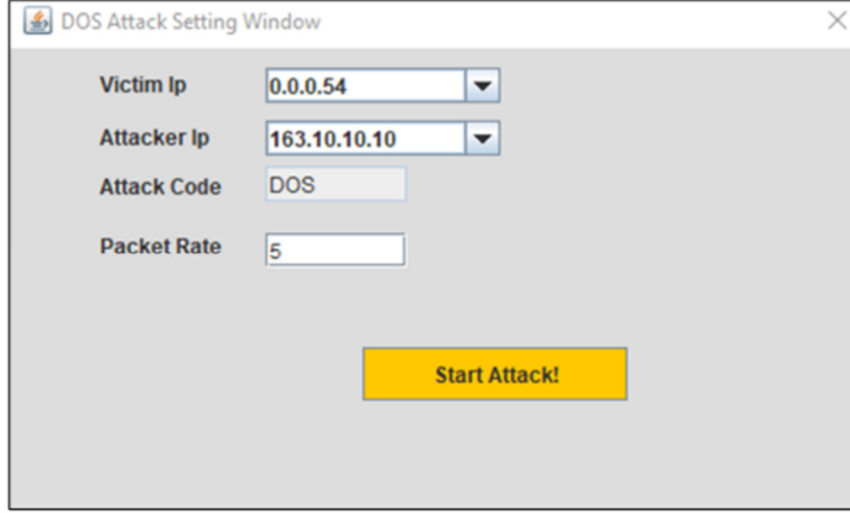 DOS Attack Setting Window
Victim Ip 0.0.0.54
Attacker Ip 163.10.10.10
Attack Code DOS
Packet Rate 5
Start Attack!